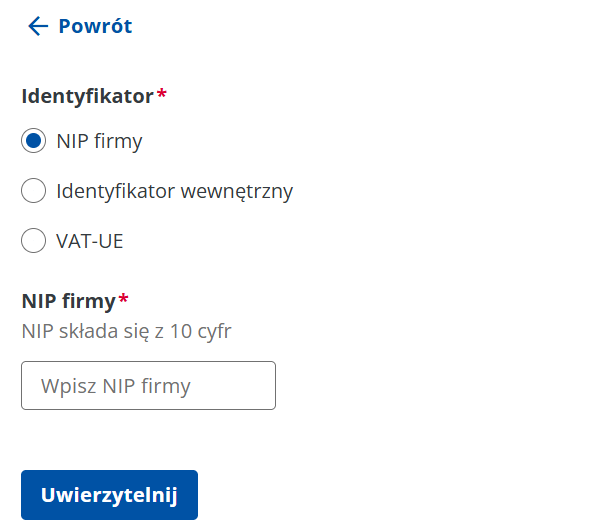 Powrót
Identyfikator*
NIP firmy
Identyfikator wewnętrzny
VAT-UE
NIP firmy*
NIP składa się z 10 cyfr
Wpisz NIP firmy
Uwierzytelnij